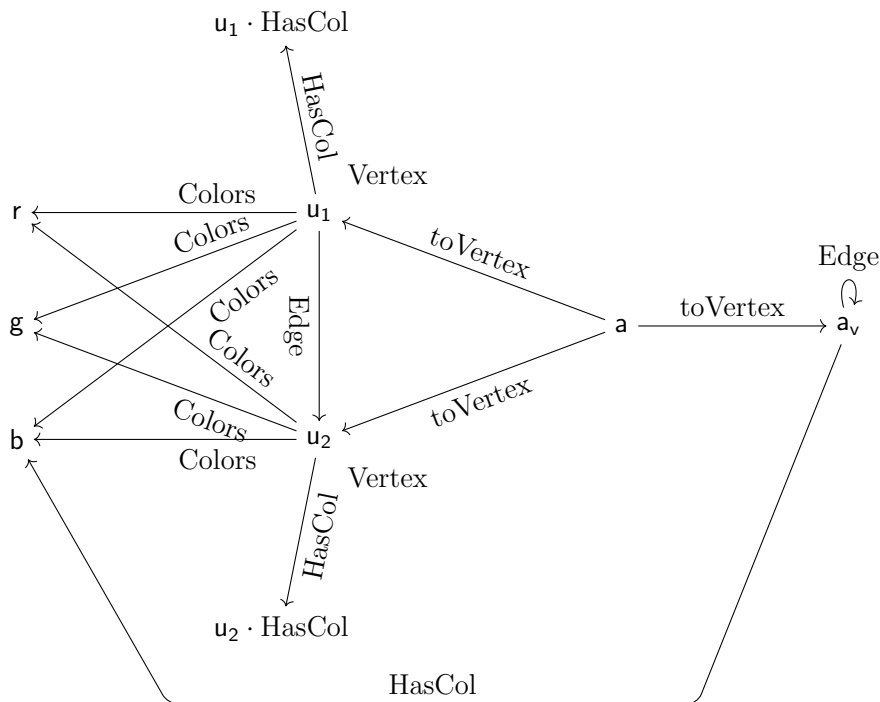 u₁ · HasCol
HasCol
Vertex
Colors
r
u₁
Colors
toVertex
Edge
Colors
Edge
toVertex
g
a
aᵥ
Colors
toVertex
Colors
b
u₂
Colors
Vertex
HasCol
u₂ · HasCol
HasCol